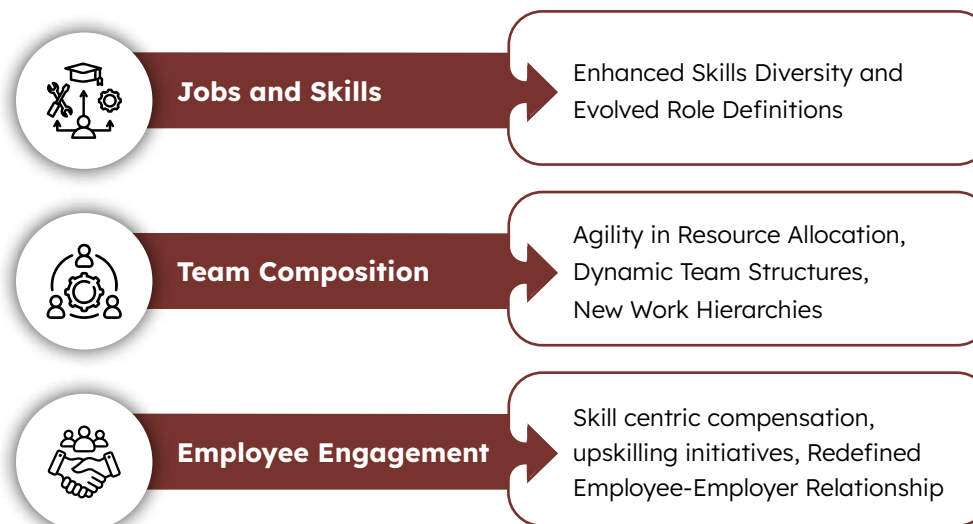 Jobs and Skills
Enhanced Skills Diversity and
Evolved Role Definitions
Team Composition
Agility in Resource Allocation,
Dynamic Team Structures,
New Work Hierarchies
Employee Engagement
Skill centric compensation,
upskilling initiatives, Redefined
Employee-Employer Relationship